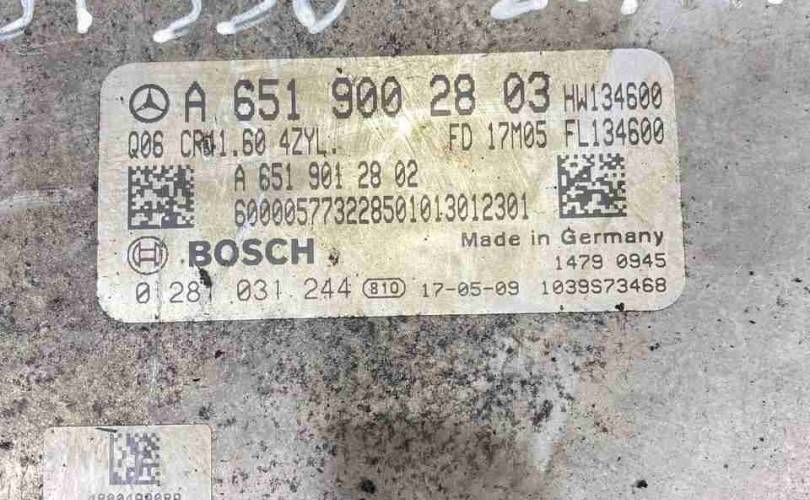 A 651 900 28 03 HW134600
Q06 CR41.60 4ZYL. FD 17M05 FL134600
A 651 901 28 02
600005773228501013012301
BOSCH
Made in Germany
1479 0945
0 281 031 244 810 17-05-09 1039S73468